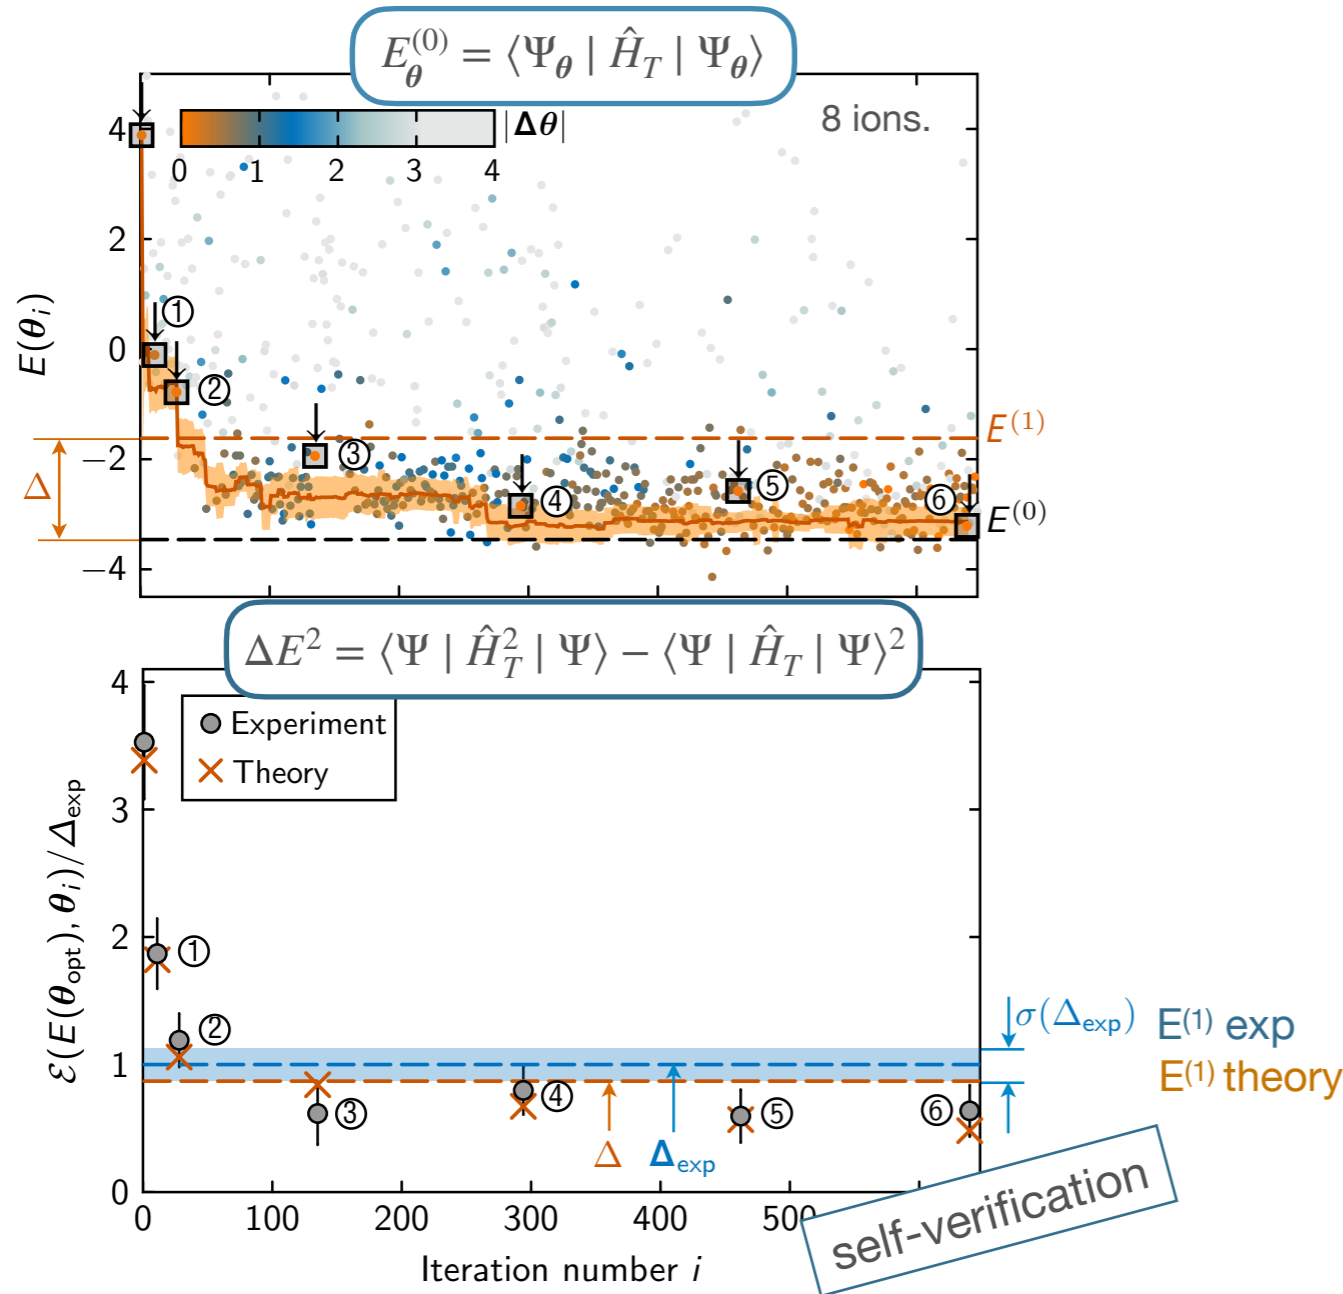 E_θ^{(0)} = ⟨Ψ_θ | Ĥ_T | Ψ_θ⟩
8 ions.
|Δθ|
0 1 2 3 4
E(θ_i)
4
2
0
−2
−4
①
②
③
④
⑤
⑥
E^{(1)}
E^{(0)}
Δ
ΔE² = ⟨Ψ | Ĥ_T² | Ψ⟩ − ⟨Ψ | Ĥ_T | Ψ⟩²
Experiment
Theory
ℰ(E(θ_opt), θ_i)/Δ_exp
4
3
2
1
0
①
②
③
④
⑤
⑥
Δ
Δ_exp
σ(Δ_exp)
E^{(1)} exp
E^{(1)} theory
0 100 200 300 400 500
Iteration number i
self-verification